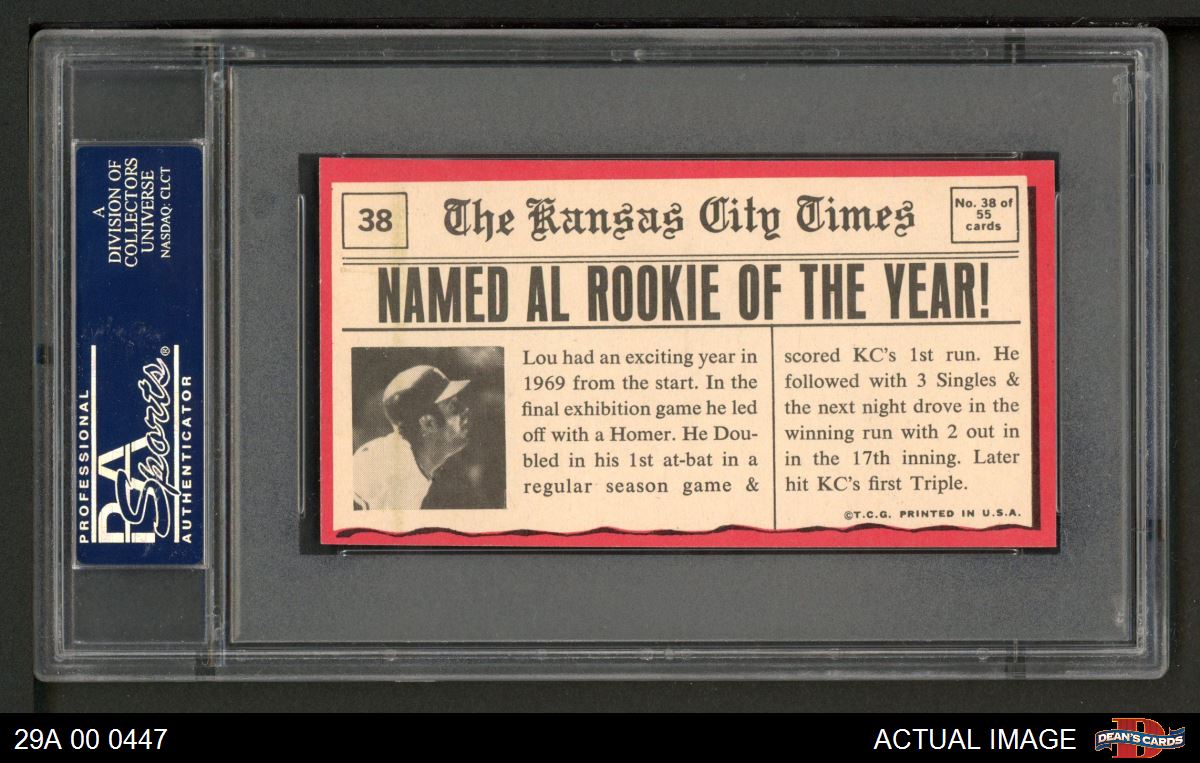 A
DIVISION OF
COLLECTORS
UNIVERSE
NASDAQ: CLCT
PROFESSIONAL
PSA
Sports®
AUTHENTICATOR
38
The Kansas City Times
No. 38 of
55
cards
NAMED AL ROOKIE OF THE YEAR!
Lou had an exciting year in
1969 from the start. In the
final exhibition game he led
off with a Homer. He Dou-
bled in his 1st at-bat in a
regular season game &
scored KC's 1st run. He
followed with 3 Singles &
the next night drove in the
winning run with 2 out in
in the 17th inning. Later
hit KC's first Triple.
©T.C.G. PRINTED IN U.S.A.
29A 00 0447
ACTUAL IMAGE
DEAN'S CARDS